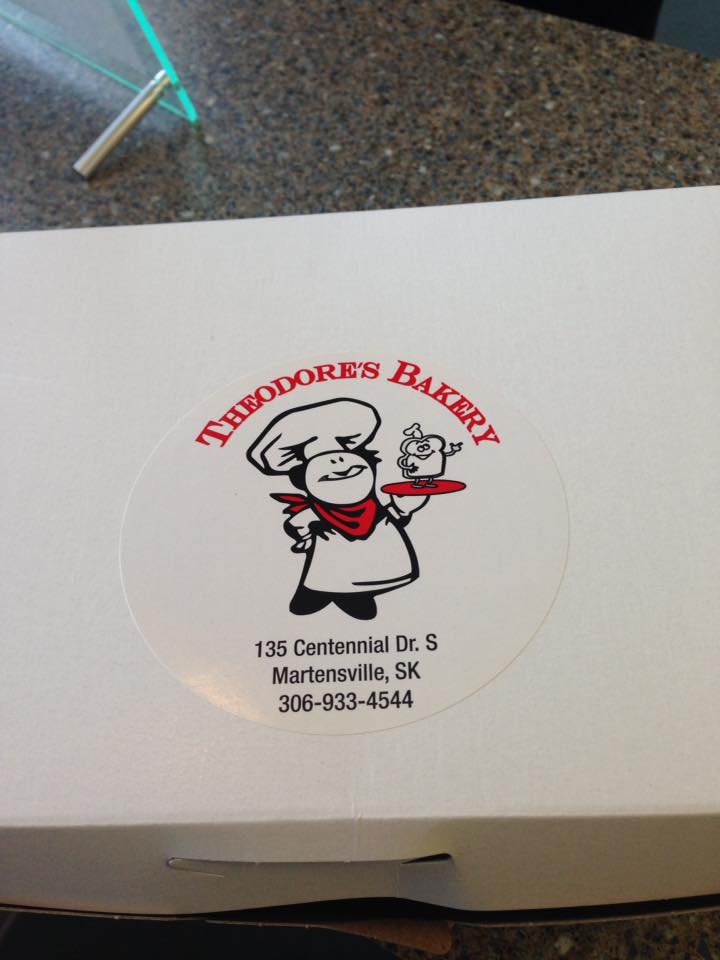 THEODORE'S BAKERY
135 Centennial Dr. S
Martensville, SK
306-933-4544